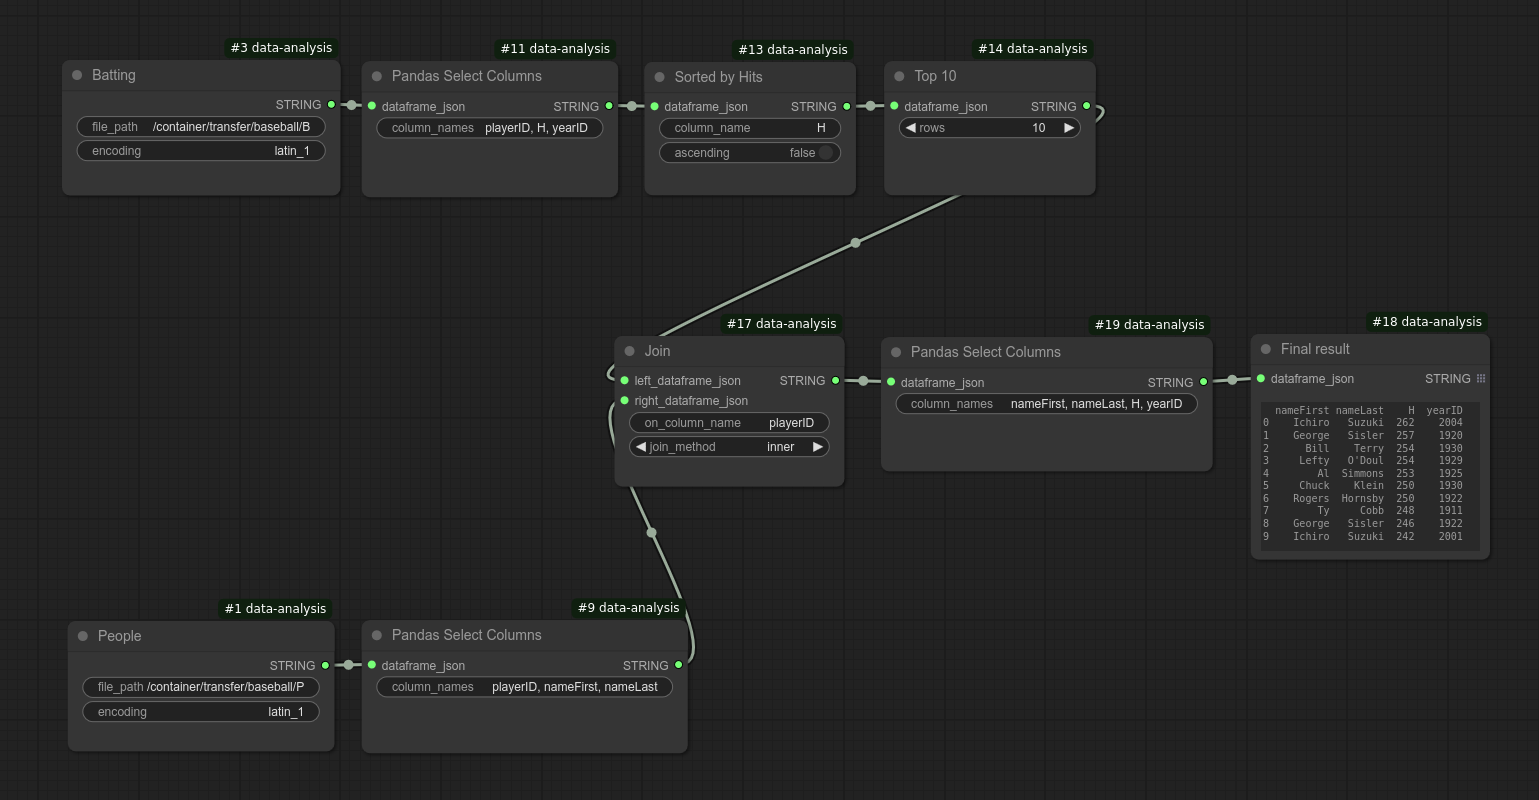 #3 data-analysis
Batting
STRING
file_path /container/transfer/baseball/B
encoding latin_1
#11 data-analysis
Pandas Select Columns
dataframe_json STRING
column_names playerID, H, yearID
#13 data-analysis
Sorted by Hits
dataframe_json STRING
column_name H
ascending false
#14 data-analysis
Top 10
dataframe_json STRING
rows 10
#17 data-analysis
Join
left_dataframe_json STRING
right_dataframe_json
on_column_name playerID
join_method inner
#19 data-analysis
Pandas Select Columns
dataframe_json STRING
column_names nameFirst, nameLast, H, yearID
#18 data-analysis
Final result
dataframe_json STRING
nameFirst nameLast H yearID
0 Ichiro Suzuki 262 2004
1 George Sisler 257 1920
2 Bill Terry 254 1930
3 Lefty O'Doul 254 1929
4 Al Simmons 253 1925
5 Chuck Klein 250 1930
6 Rogers Hornsby 250 1922
7 Ty Cobb 248 1911
8 George Sisler 246 1922
9 Ichiro Suzuki 242 2001
#1 data-analysis
People
STRING
file_path /container/transfer/baseball/P
encoding latin_1
#9 data-analysis
Pandas Select Columns
dataframe_json STRING
column_names playerID, nameFirst, nameLast